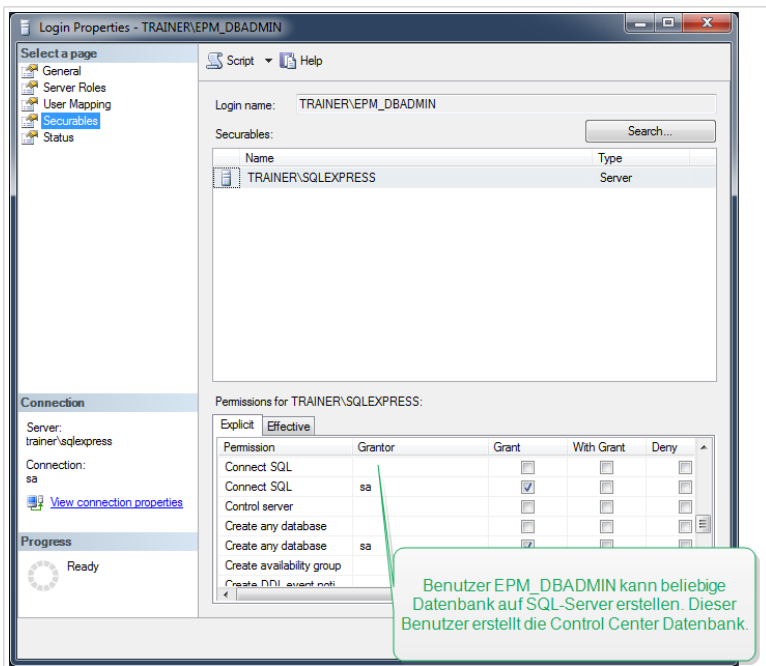 Login Properties - TRAINER\EPM_DBADMIN
Select a page
General
Server Roles
User Mapping
Securables
Status
Script
Help
Login name: TRAINER\EPM_DBADMIN
Securables:
Search...
Name Type
TRAINER\SQLEXPRESS Server
Connection
Server:
trainer\sqlexpress
Connection:
sa
View connection properties
Progress
Ready
Permissions for TRAINER\SQLEXPRESS:
Explicit Effective
Permission Grantor Grant With Grant Deny
Connect SQL
Connect SQL sa
Control server
Create any database
Create any database sa
Create availability group
Create DDL event noti
Benutzer EPM_DBADMIN kann beliebige
Datenbank auf SQL-Server erstellen. Dieser
Benutzer erstellt die Control Center Datenbank.